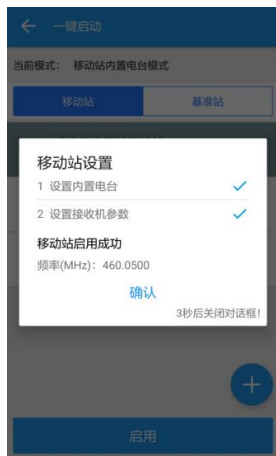 一键启动
当前模式： 移动站内置电台模式
移动站
基准站
移动站设置
1 设置内置电台
2 设置接收机参数
移动站启用成功
频率(MHz)：460.0500
确认
3秒后关闭对话框!
启用